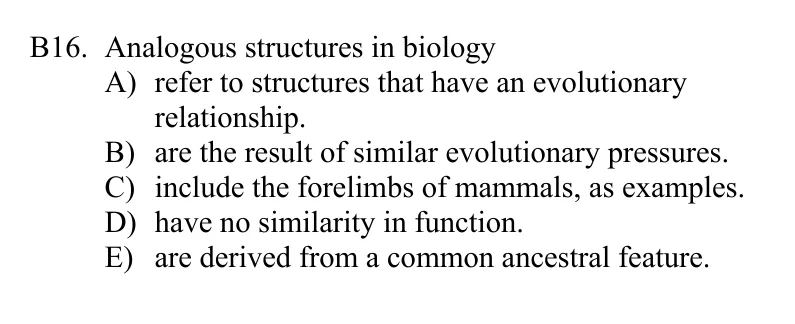 B16. Analogous structures in biology
A) refer to structures that have an evolutionary
relationship.
B) are the result of similar evolutionary pressures.
C) include the forelimbs of mammals, as examples.
D) have no similarity in function.
E) are derived from a common ancestral feature.